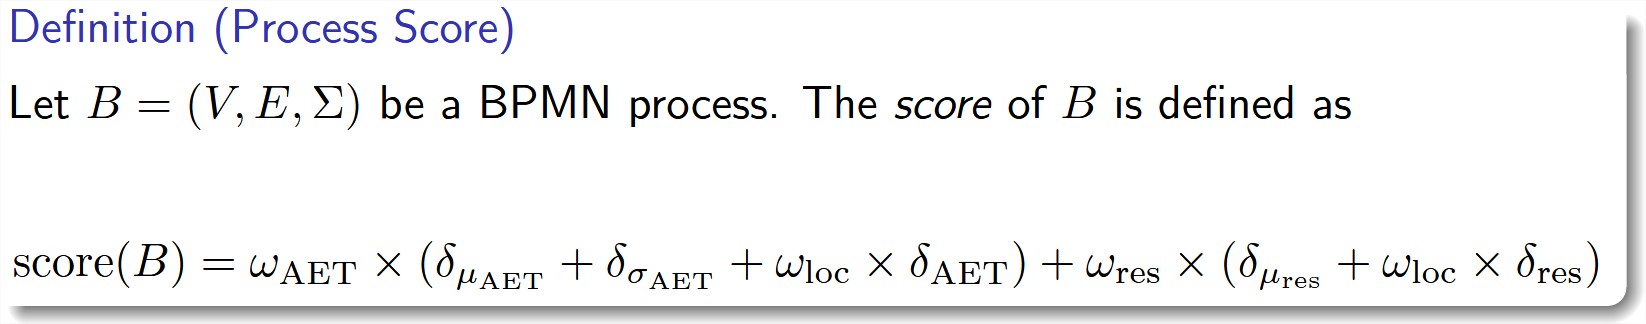 Definition (Process Score)
Let B = (V, E, Σ) be a BPMN process. The score of B is defined as
score(B) = ω_AET × (δ_μ_AET + δ_σ_AET + ω_loc × δ_AET) + ω_res × (δ_μ_res + ω_loc × δ_res)